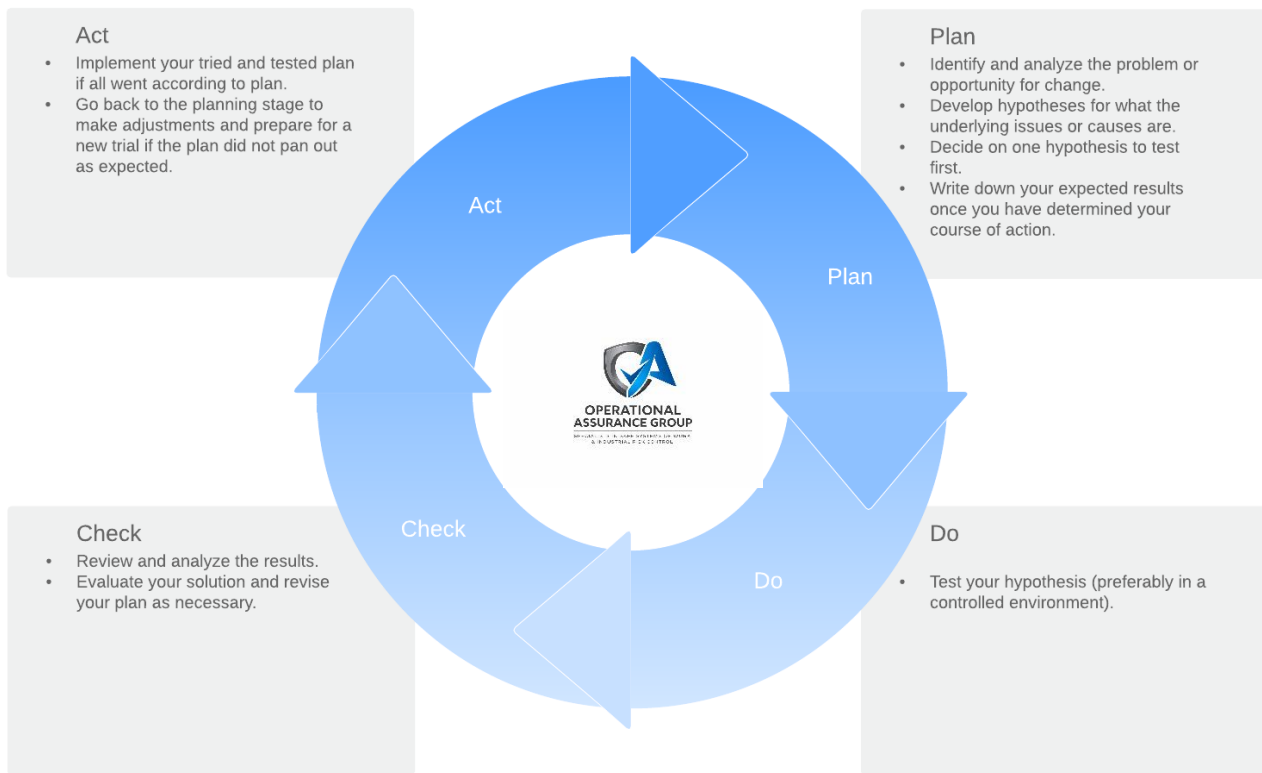 Act
• Implement your tried and tested plan
if all went according to plan.
• Go back to the planning stage to
make adjustments and prepare for a
new trial if the plan did not pan out
as expected.
Plan
• Identify and analyze the problem or
opportunity for change.
• Develop hypotheses for what the
underlying issues or causes are.
• Decide on one hypothesis to test
first.
• Write down your expected results
once you have determined your
course of action.
Act
Plan
OPERATIONAL
ASSURANCE GROUP
& INDUSTRIAL RISK CONTROL
Check
Do
Check
• Review and analyze the results.
• Evaluate your solution and revise
your plan as necessary.
Do
• Test your hypothesis (preferably in a
controlled environment).